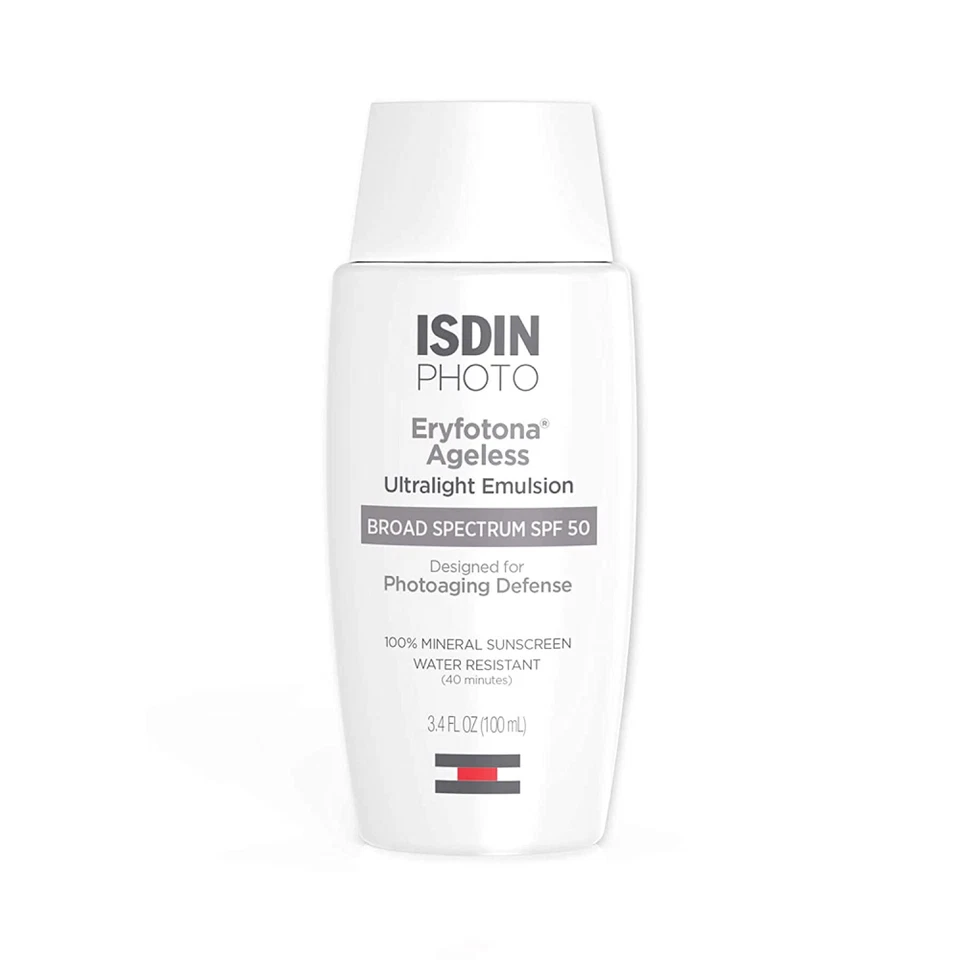 ISDIN
PHOTO
Eryfotona®
Ageless
Ultralight Emulsion
BROAD SPECTRUM SPF 50
Designed for
Photoaging Defense
100% MINERAL SUNSCREEN
WATER RESISTANT
(40 minutes)
3.4 FL OZ (100 mL)